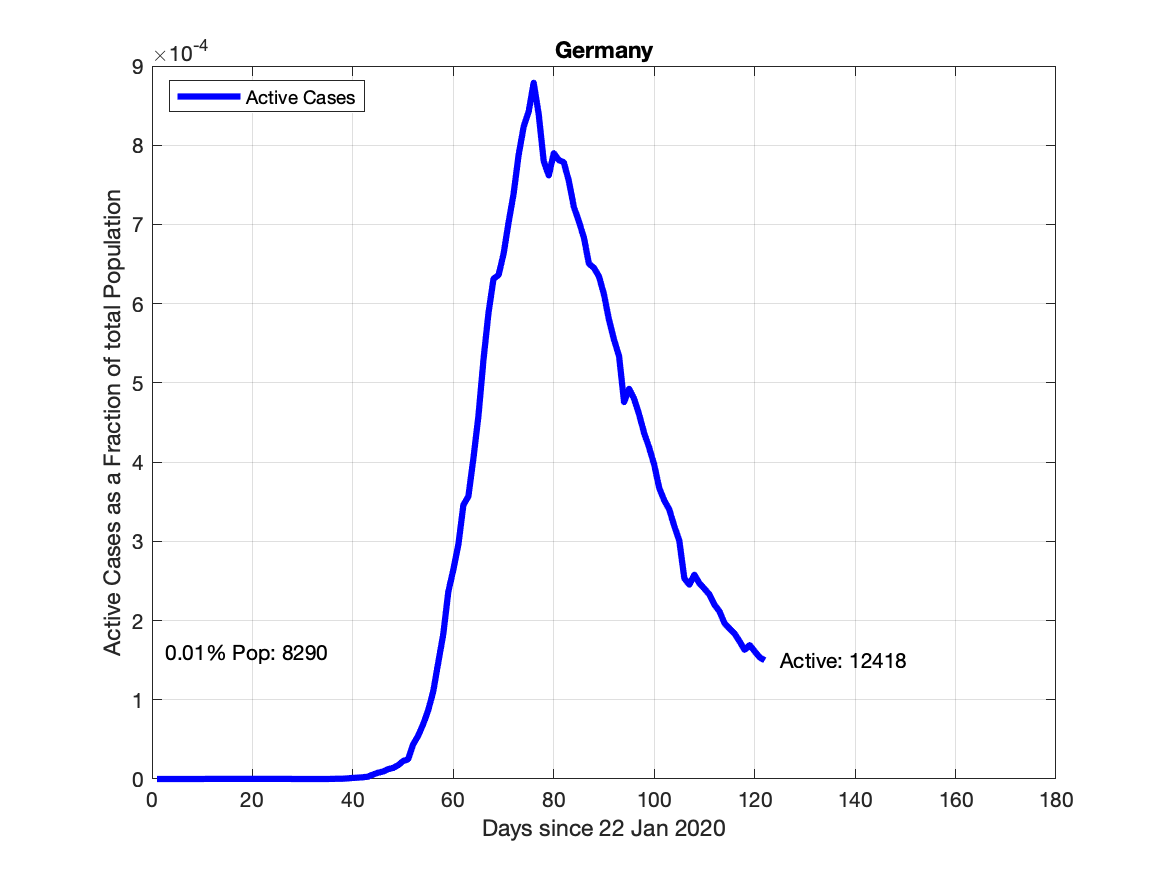 Germany
×10-4
9
8
7
6
5
4
3
2
1
0
Active Cases as a Fraction of total Population
Active Cases
0.01% Pop: 8290
Active: 12418
0 20 40 60 80 100 120 140 160 180
Days since 22 Jan 2020